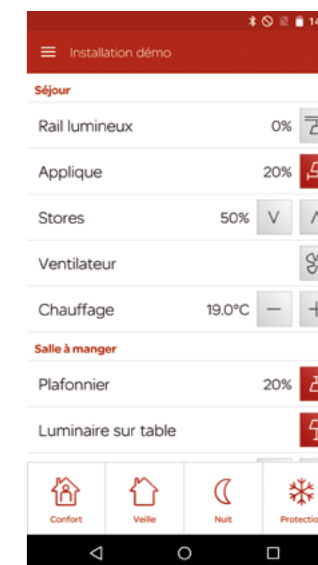 14
Installation démo
Séjour
Rail lumineux 0%
Applique 20%
Stores 50%
Ventilateur
Chauffage 19.0°C − +
Salle à manger
Plafonnier 20%
Luminaire sur table
Confort Veille Nuit Protection